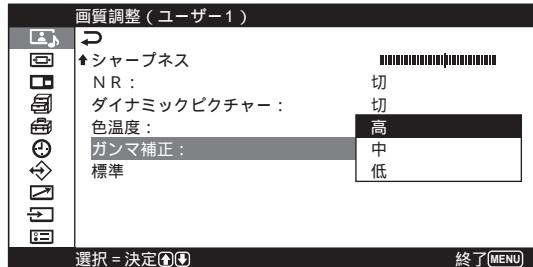 画質調整（ユーザー1）
シャープネス
NR： 切
ダイナミックピクチャー： 切
色温度： 高
ガンマ補正： 中
標準 低
選択＝決定 終了MENU